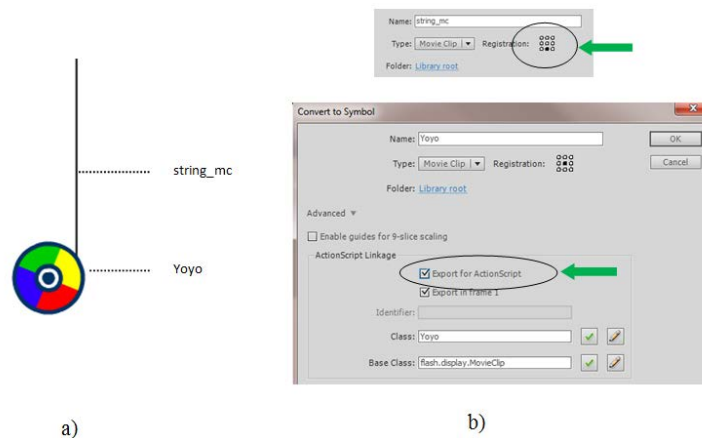 string_mc
Yoyo
a)
Name: string_mc
Type: Movie Clip Registration:
Folder: Library root
Convert to Symbol
Name: Yoyo OK
Type: Movie Clip Registration: Cancel
Folder: Library root
Advanced
Enable guides for 9-slice scaling
ActionScript Linkage
Export for ActionScript
Export in frame 1
Identifier:
Class: Yoyo
Base Class: flash.display.MovieClip
b)